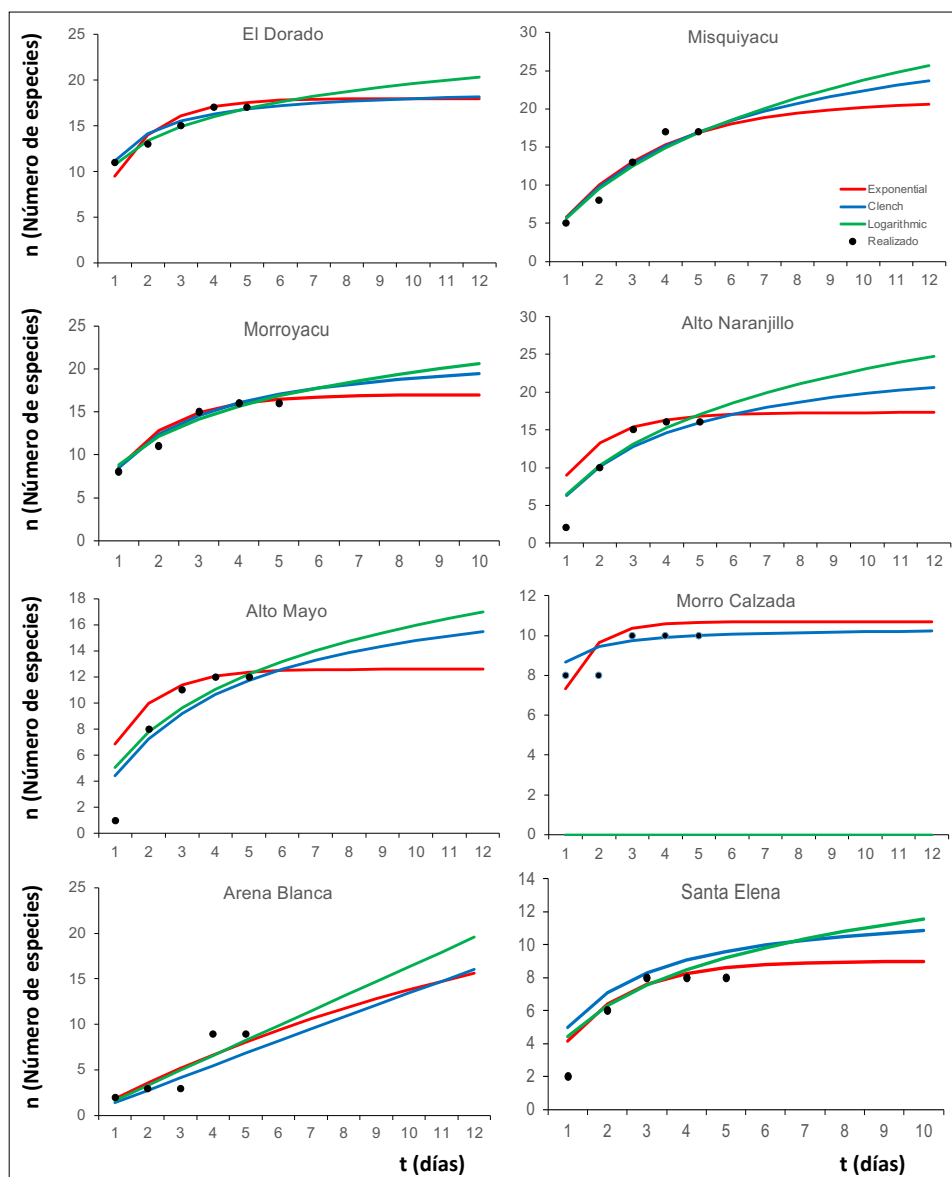 El Dorado
n (Número de especies)
25
20
15
10
5
0
1 2 3 4 5 6 7 8 9 10 11 12
Misquiyacu
30
25
20
15
10
5
0
Exponential
Clench
Logarithmic
Realizado
1 2 3 4 5 6 7 8 9 10 11 12
Morroyacu
n (Número de especies)
25
20
15
10
5
0
1 2 3 4 5 6 7 8 9 10
Alto Naranjillo
30
25
20
15
10
5
0
1 2 3 4 5 6 7 8 9 10 11 12
Alto Mayo
n (Número de especies)
18
16
14
12
10
8
6
4
2
0
1 2 3 4 5 6 7 8 9 10 11 12
Morro Calzada
12
10
8
6
4
2
0
1 2 3 4 5 6 7 8 9 10 11 12
Arena Blanca
n (Número de especies)
25
20
15
10
5
0
1 2 3 4 5 6 7 8 9 10 11 12
t (días)
Santa Elena
14
12
10
8
6
4
2
0
1 2 3 4 5 6 7 8 9 10
t (días)